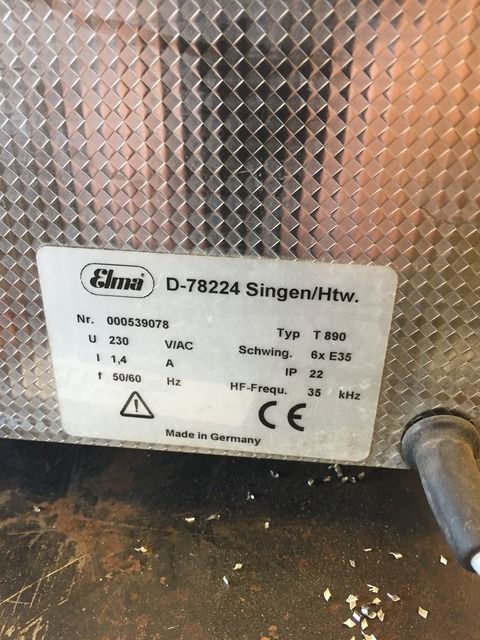 Elma D-78224 Singen/Htw.
Nr. 000539078
U 230 V/AC
I 1,4 A
f 50/60 Hz
Typ T 890
Schwing. 6x E35
IP 22
HF-Frequ. 35 kHz
CE
Made in Germany